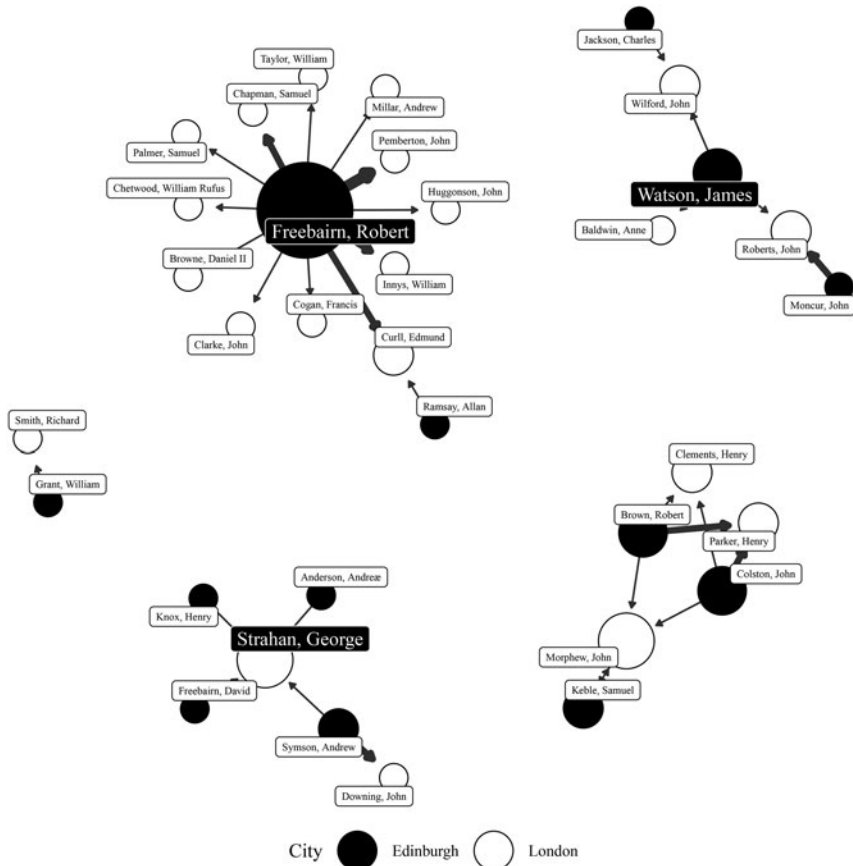 Jackson, Charles
Taylor, William
Chapman, Samuel
Millar, Andrew
Wilford, John
Pemberton, John
Palmer, Samuel
Chetwood, William Rufus
Huggonson, John
Watson, James
Freebairn, Robert
Baldwin, Anne
Roberts, John
Browne, Daniel II
Innys, William
Moncur, John
Cogan, Francis
Clarke, John
Curll, Edmund
Ramsay, Allan
Smith, Richard
Grant, William
Clements, Henry
Brown, Robert
Parker, Henry
Colston, John
Anderson, Andreæ
Knox, Henry
Strahan, George
Morphew, John
Freebairn, David
Keble, Samuel
Symson, Andrew
Downing, John
City Edinburgh London